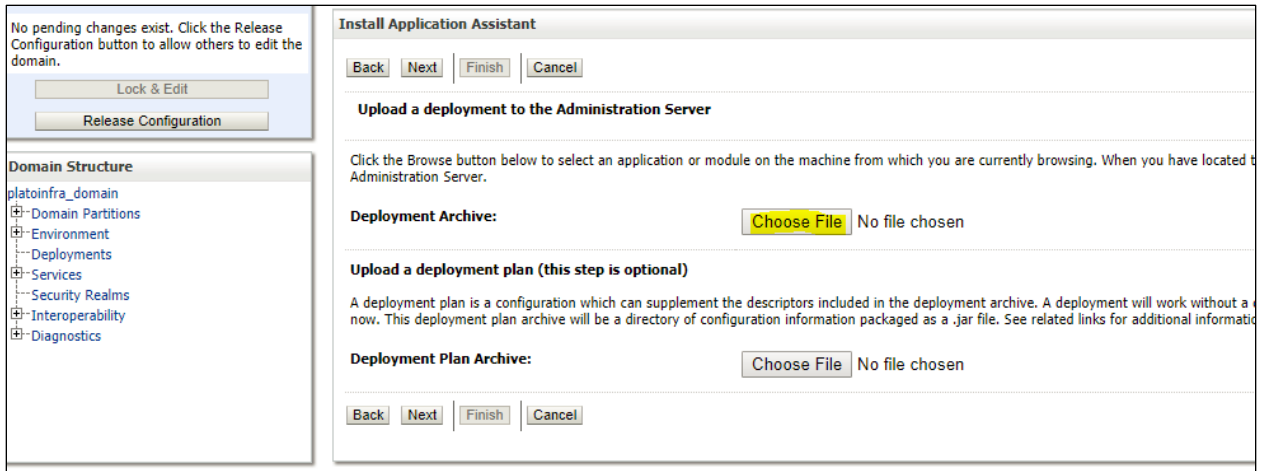 No pending changes exist. Click the Release
Configuration button to allow others to edit the
domain.
Lock & Edit
Release Configuration
Domain Structure
platoinfra_domain
Domain Partitions
Environment
Deployments
Services
Security Realms
Interoperability
Diagnostics
Install Application Assistant
Back Next Finish Cancel
Upload a deployment to the Administration Server
Click the Browse button below to select an application or module on the machine from which you are currently browsing. When you have located
Administration Server.
Deployment Archive: Choose File No file chosen
Upload a deployment plan (this step is optional)
A deployment plan is a configuration which can supplement the descriptors included in the deployment archive. A deployment will work without a
now. This deployment plan archive will be a directory of configuration information packaged as a .jar file. See related links for additional
Deployment Plan Archive: Choose File No file chosen
Back Next Finish Cancel